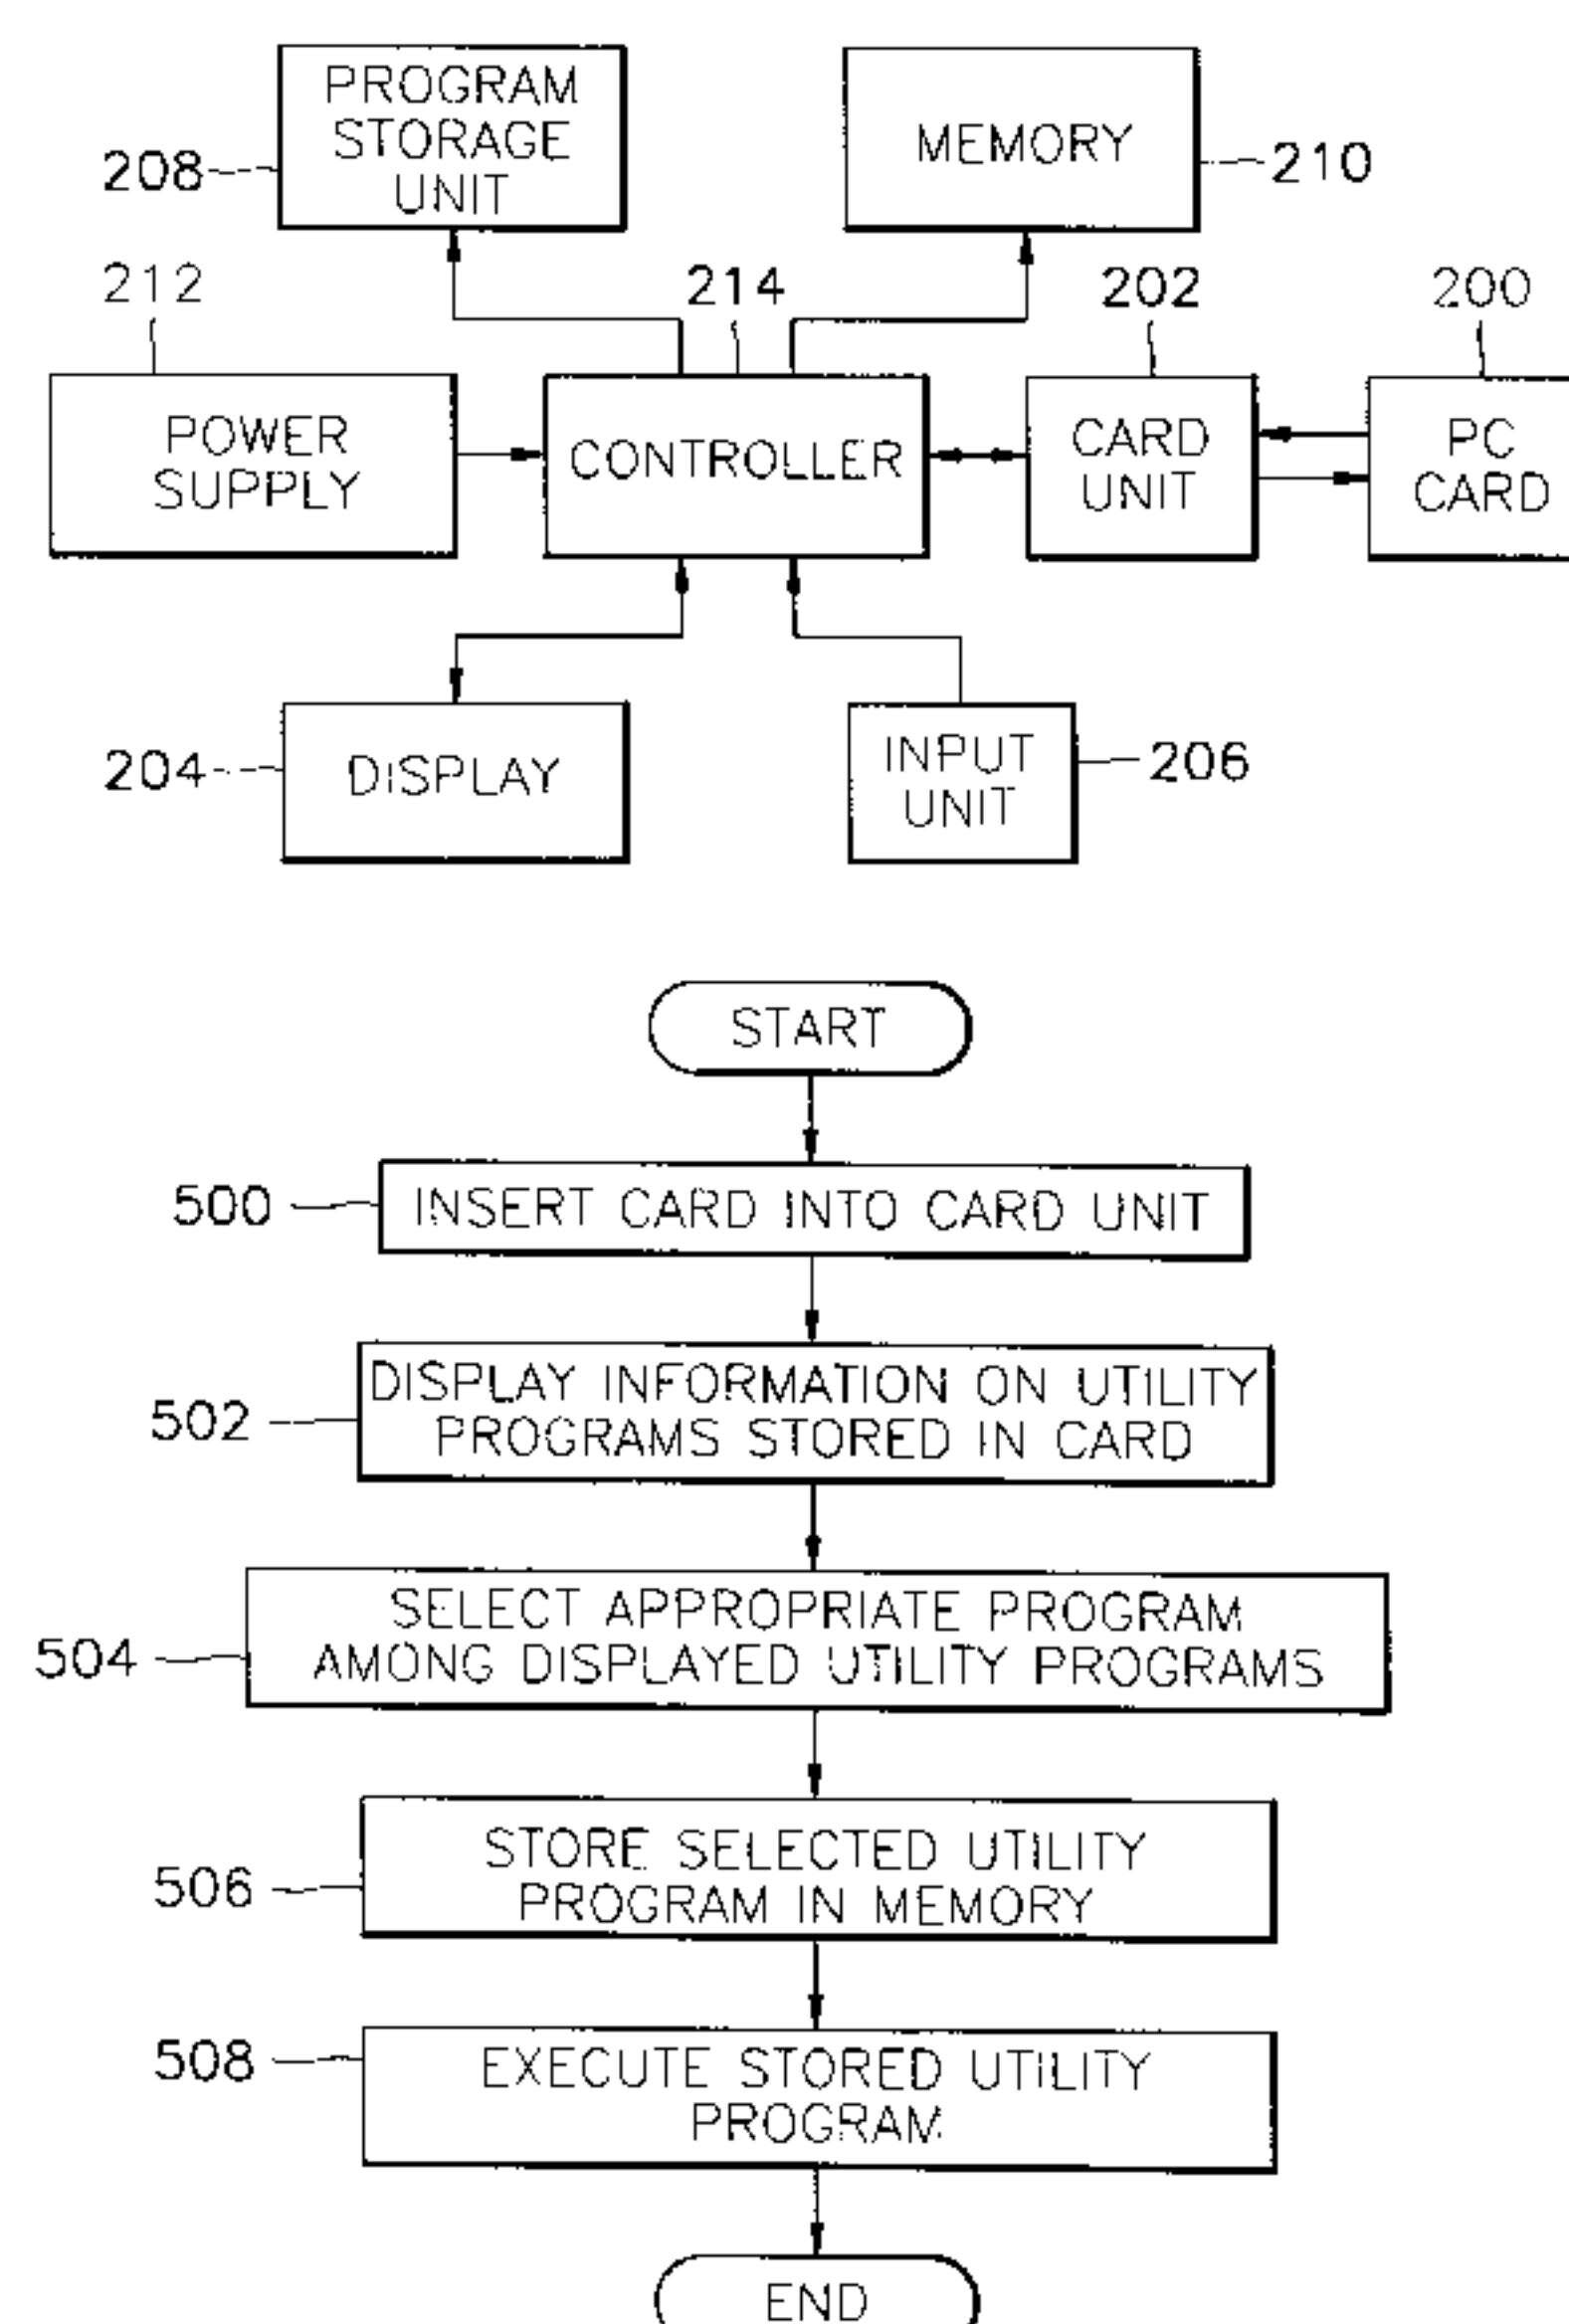 PROGRAM
STORAGE
UNIT
208
MEMORY
210
212
214
202
200
POWER
SUPPLY
CONTROLLER
CARD
UNIT
PC
CARD
204
DISPLAY
INPUT
UNIT
206
START
500
INSERT CARD INTO CARD UNIT
502
DISPLAY INFORMATION ON UTILITY
PROGRAMS STORED IN CARD
504
SELECT APPROPRIATE PROGRAM
AMONG DISPLAYED UTILITY PROGRAMS
506
STORE SELECTED UTILITY
PROGRAM IN MEMORY
508
EXECUTE STORED UTILITY
PROGRAM
END